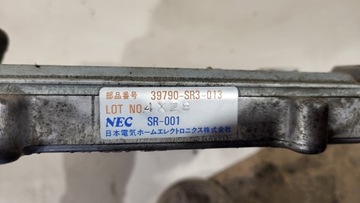 部品番号 39790-SR3-013
LOT NO. 4X28
NEC SR-001
日本電気ホームエレクトロニクス株式会社